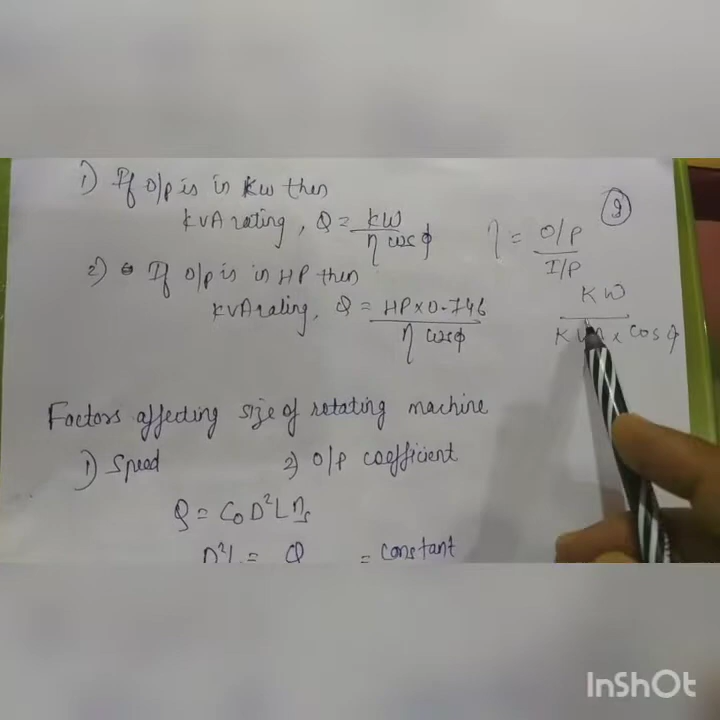 1) If O/P is in kW then
kVA rating, Q = kW / η cosφ
2) If O/P is in HP then
kVA rating, Q = HP×0.746 / η cosφ
9
η = O/P / I/P
KW / × cosφ
Factors affecting size of rotating machine
1) Speed 2) O/P coefficient
Q = C₀ D²L ηs
D²L = Q = constant
InShOt